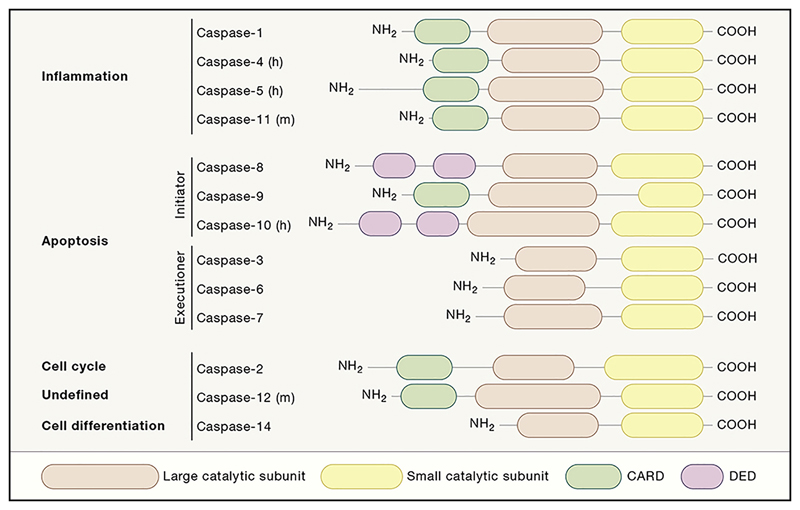 Inflammation
Caspase-1 NH2 COOH
Caspase-4 (h) NH2 COOH
Caspase-5 (h) NH2 COOH
Caspase-11 (m) NH2 COOH
Apoptosis
Initiator
Caspase-8 NH2 COOH
Caspase-9 NH2 COOH
Caspase-10 (h) NH2 COOH
Executioner
Caspase-3 NH2 COOH
Caspase-6 NH2 COOH
Caspase-7 NH2 COOH
Cell cycle Caspase-2 NH2 COOH
Undefined Caspase-12 (m) NH2 COOH
Cell differentiation Caspase-14 NH2 COOH
Large catalytic subunit Small catalytic subunit CARD DED